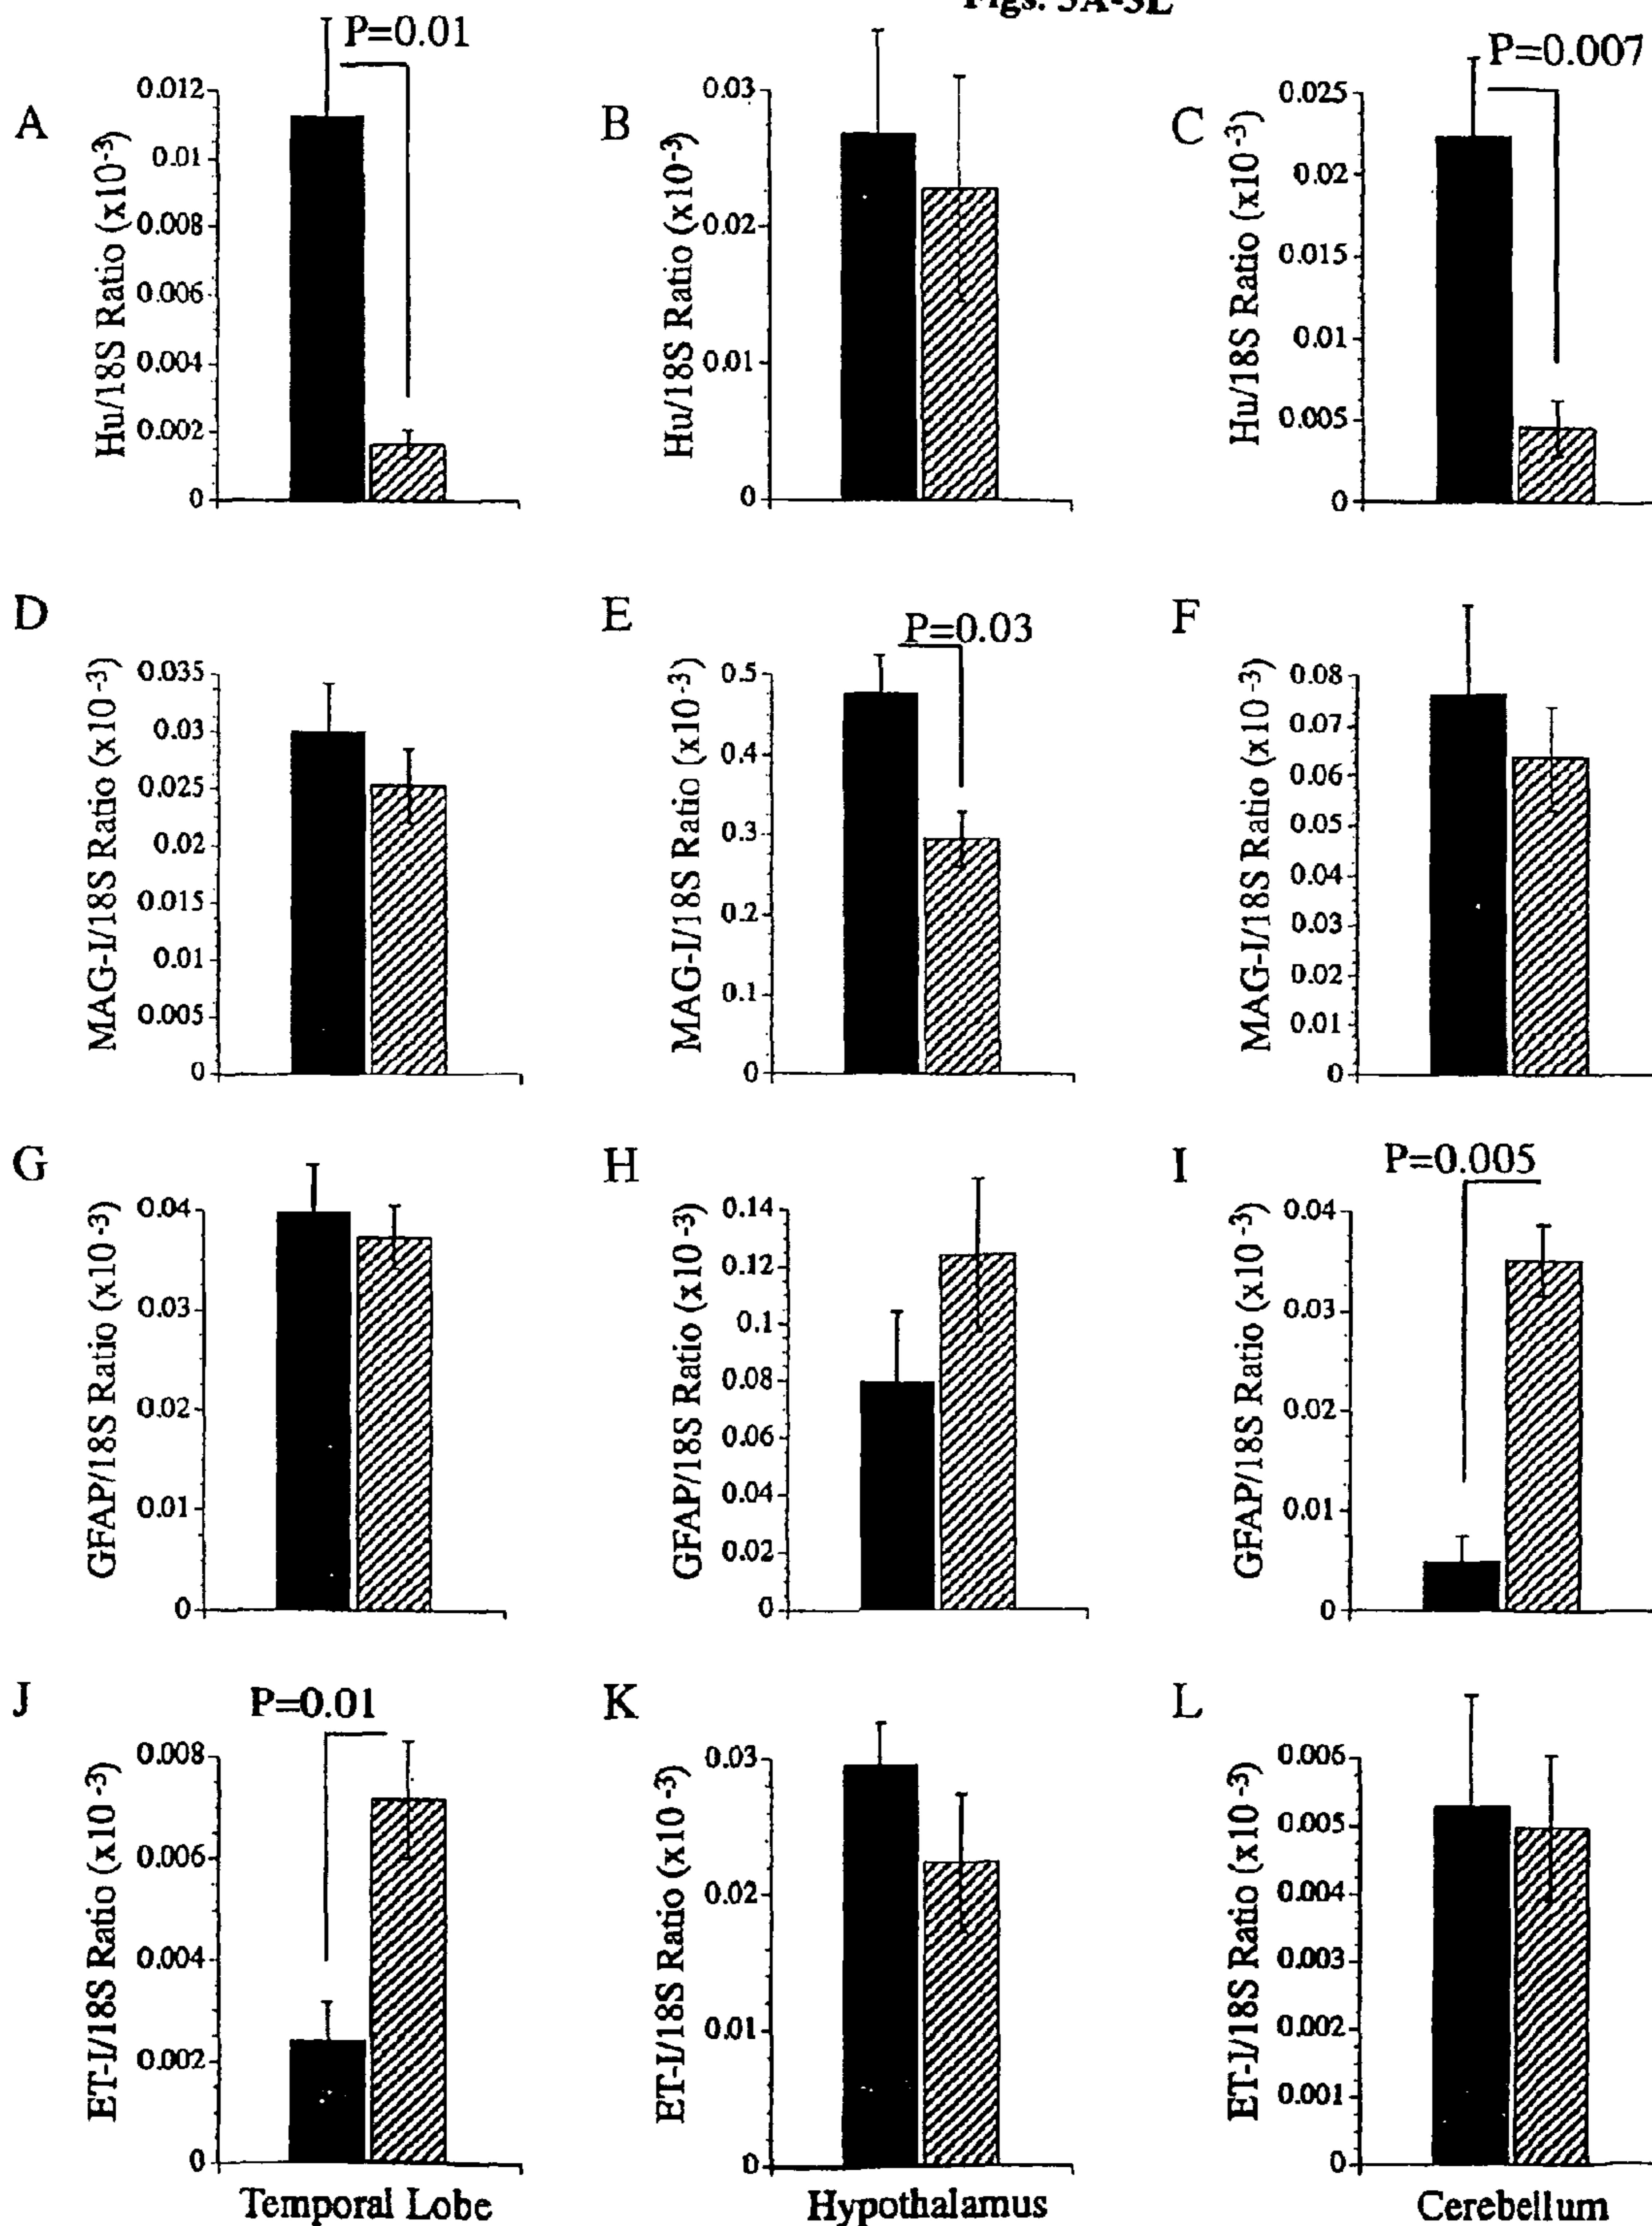 Figs. 3A-3L
A
P=0.01
Hu/18S Ratio (x10-3)
0.012
0.01
0.008
0.006
0.004
0.002
0
B
Hu/18S Ratio (x10-3)
0.03
0.02
0.01
0
C
P=0.007
Hu/18S Ratio (x10-3)
0.025
0.02
0.015
0.01
0.005
0
D
MAG-I/18S Ratio (x10-3)
0.035
0.03
0.025
0.02
0.015
0.01
0.005
0
E
P=0.03
MAG-I/18S Ratio (x10-3)
0.5
0.4
0.3
0.2
0.1
0
F
MAG-I/18S Ratio (x10-3)
0.08
0.07
0.06
0.05
0.04
0.03
0.02
0.01
0
G
GFAP/18S Ratio (x10-3)
0.04
0.03
0.02
0.01
0
H
GFAP/18S Ratio (x10-3)
0.14
0.12
0.1
0.08
0.06
0.04
0.02
0
I
P=0.005
GFAP/18S Ratio (x10-3)
0.04
0.03
0.02
0.01
0
J
P=0.01
ET-I/18S Ratio (x10-3)
0.008
0.006
0.004
0.002
0
K
ET-I/18S Ratio (x10-3)
0.03
0.02
0.01
0
L
ET-I/18S Ratio (x10-3)
0.006
0.005
0.004
0.003
0.002
0.001
0
Temporal Lobe
Hypothalamus
Cerebellum